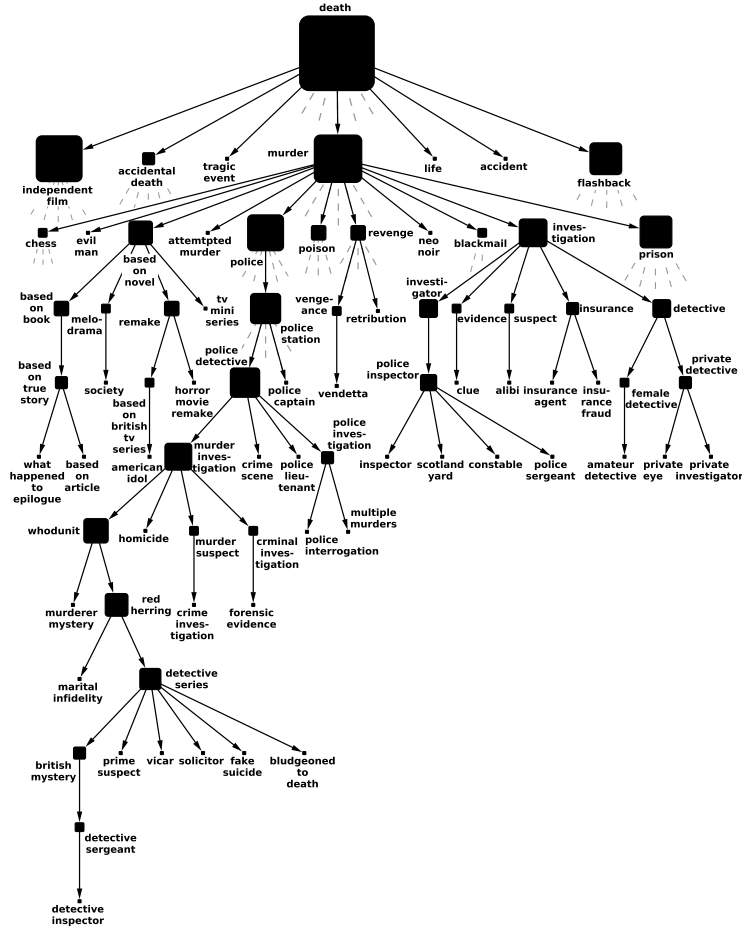 death
murder
independent
film
accidental
death
tragic
event
life
accident
flashback
chess
evil
man
based
on
novel
attemtpted
murder
police
poison
revenge
neo
noir
blackmail
inves-
tigation
prison
based
on
book
melo-
drama
remake
tv
mini
series
police
station
venge-
ance
retribution
investi-
gator
evidence
suspect
insurance
detective
based
on
true
story
society
based
on
british
tv
series
horror
movie
remake
police
detective
police
captain
vendetta
police
inspector
clue
alibi
insurance
agent
insu-
rance
fraud
female
detective
private
detective
what
happened
to
epilogue
based
on
article
american
idol
murder
inves-
tigation
crime
scene
police
lieu-
tenant
police
inves-
tigation
inspector
scotland
yard
constable
police
sergeant
amateur
detective
private
eye
private
investigator
whodunit
homicide
murder
suspect
crminal
inves-
tigation
police
interrogation
multiple
murders
murderer
mystery
red
herring
crime
inves-
tigation
forensic
evidence
marital
infidelity
detective
series
british
mystery
prime
suspect
vicar
solicitor
fake
suicide
bludgeoned
to
death
detective
sergeant
detective
inspector